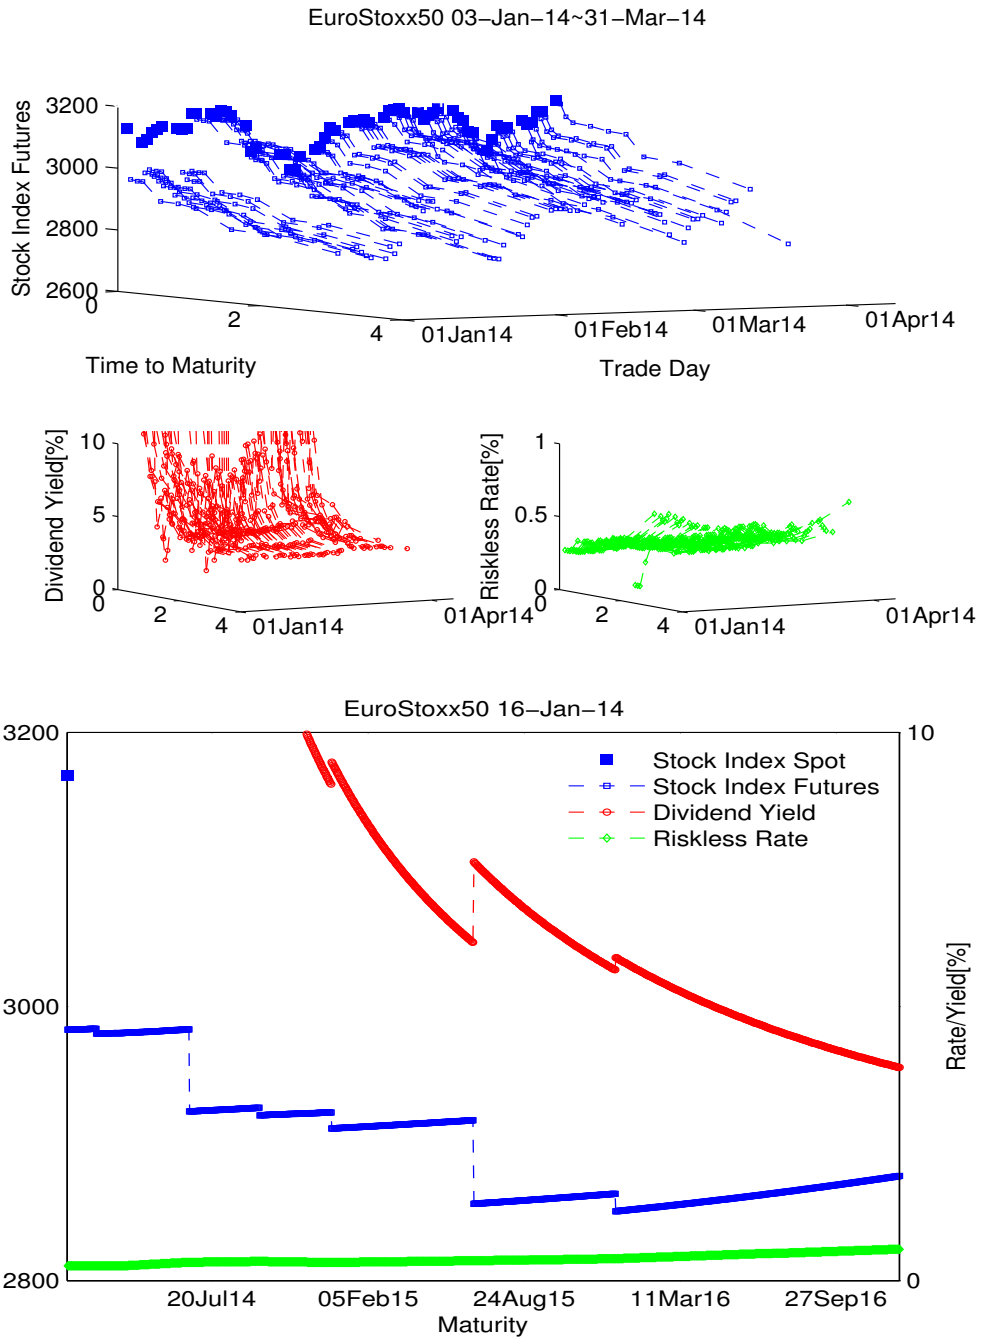 EuroStoxx50 03−Jan−14~31−Mar−14
Stock Index Futures
3200
3000
2800
2600
0
2
4
01Jan14
01Feb14
01Mar14
01Apr14
Time to Maturity
Trade Day
Dividend Yield[%]
10
5
0
0
2
4
01Jan14
01Apr14
Riskless Rate[%]
1
0.5
0
0
2
4
01Jan14
01Apr14
EuroStoxx50 16−Jan−14
3200
3000
2800
10
0
Rate/Yield[%]
Stock Index Spot
Stock Index Futures
Dividend Yield
Riskless Rate
20Jul14
05Feb15
24Aug15
11Mar16
27Sep16
Maturity